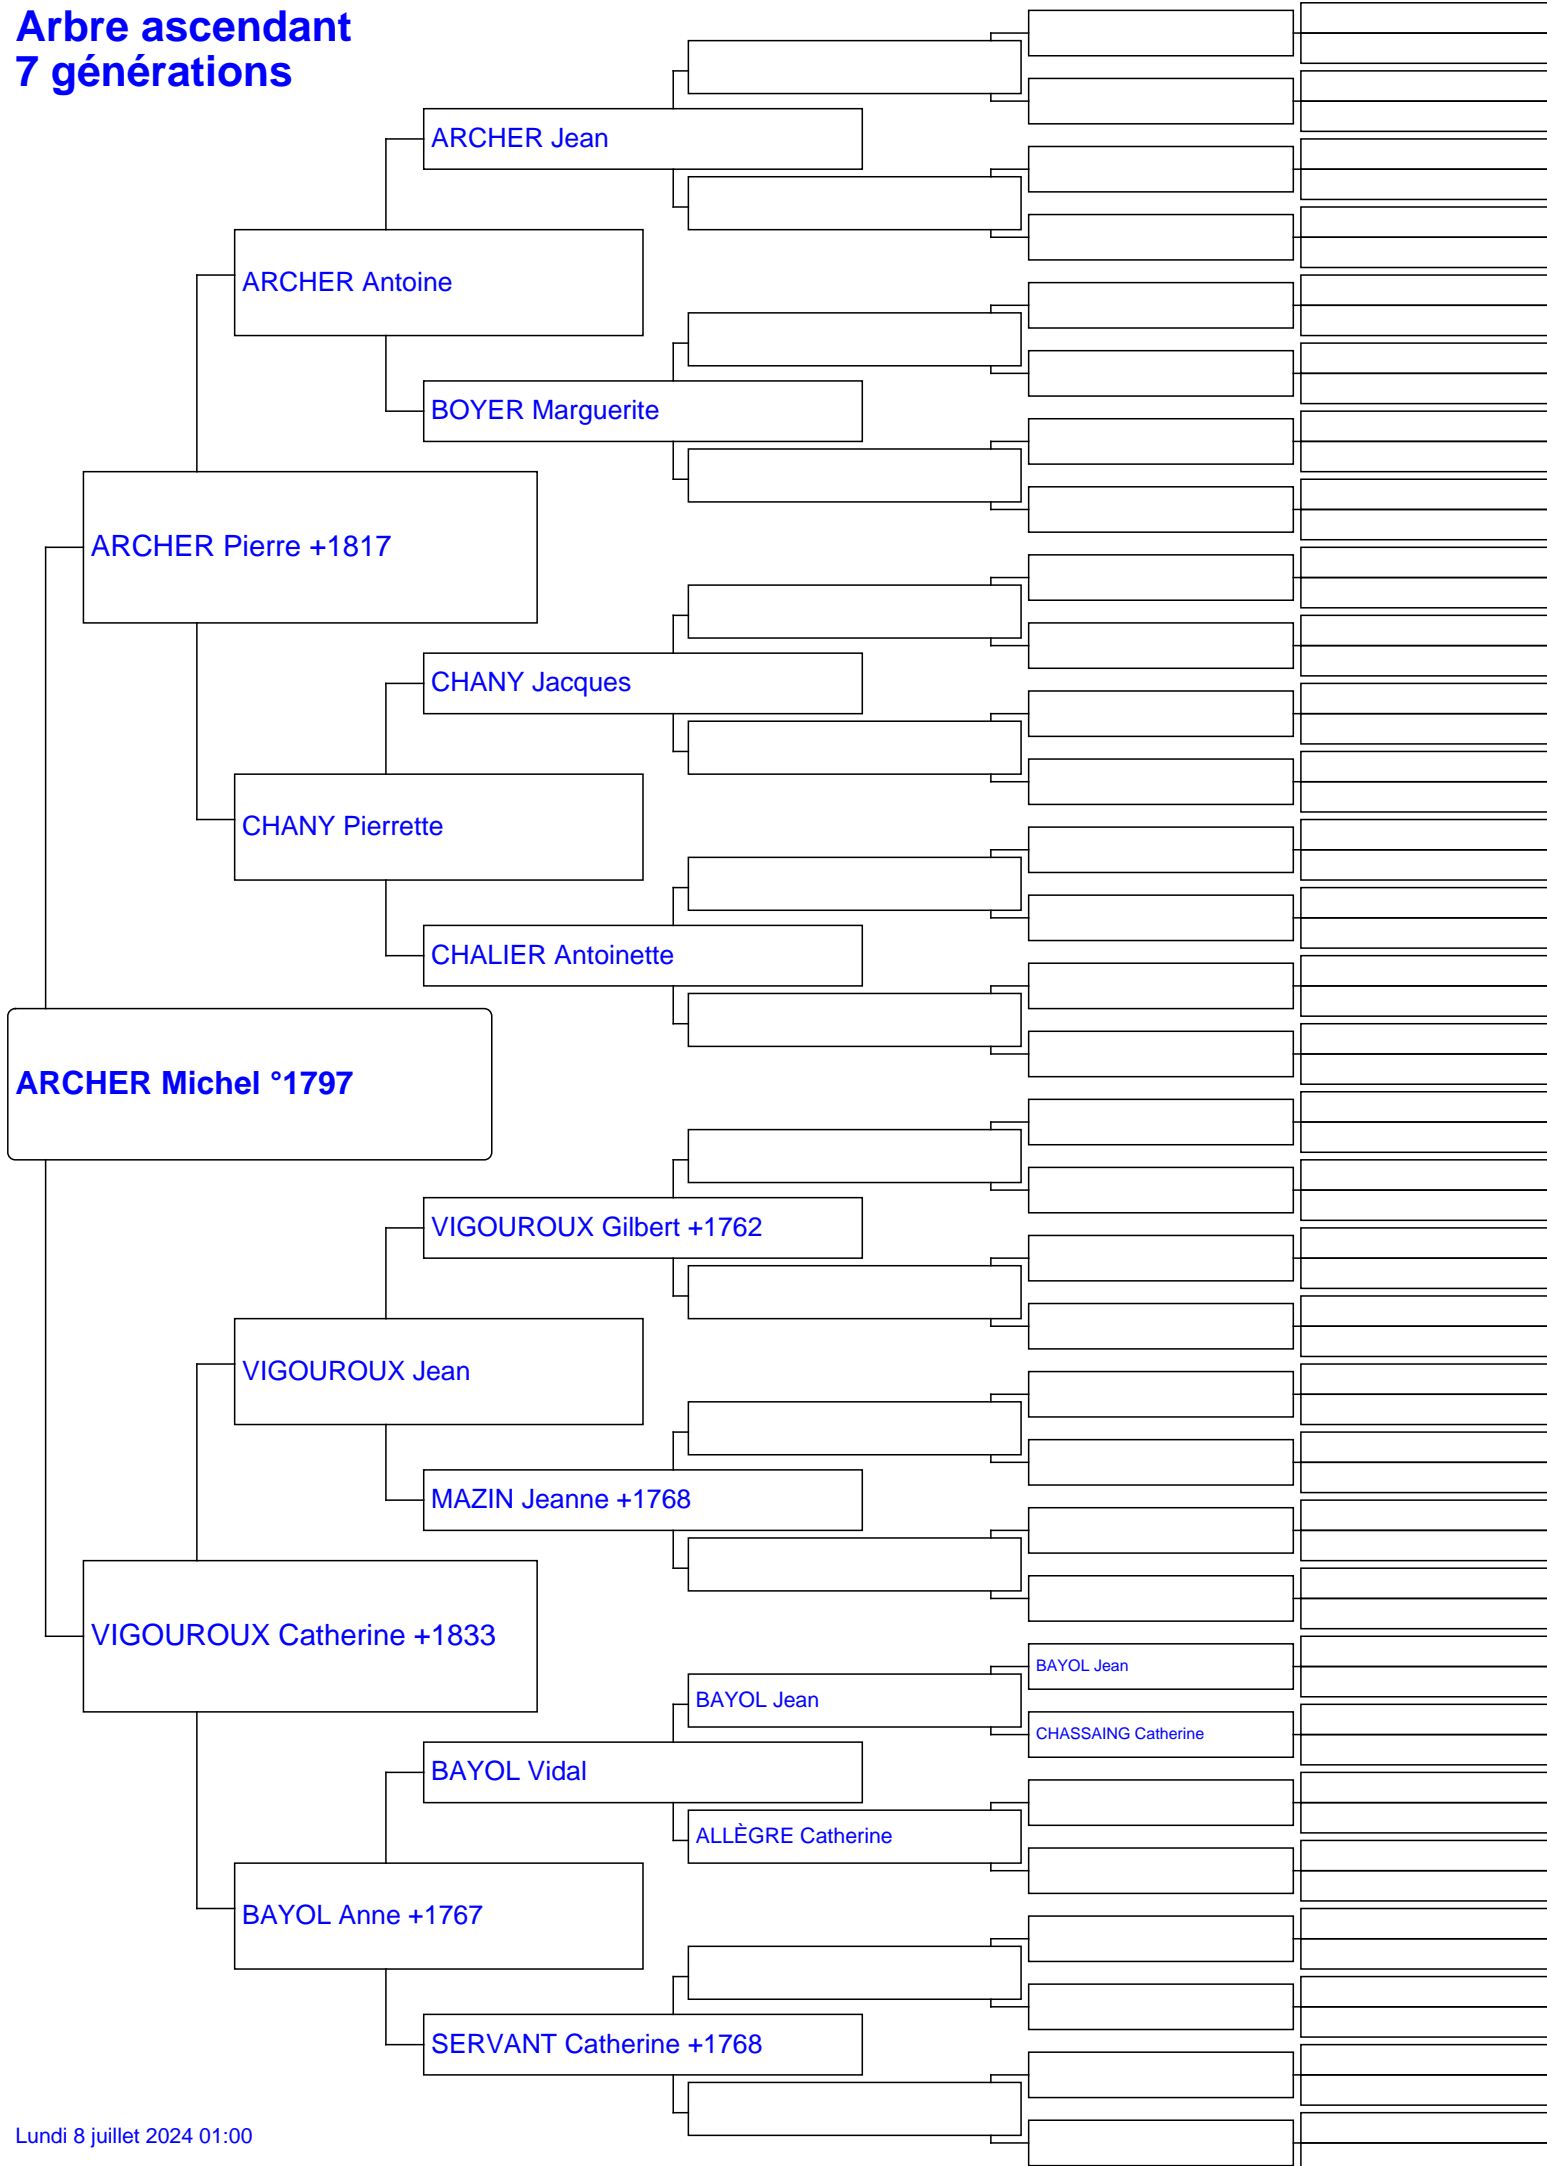 Arbre ascendant
7 générations
ARCHER Jean
ARCHER Antoine
BOYER Marguerite
ARCHER Pierre +1817
CHANY Jacques
CHANY Pierrette
CHALIER Antoinette
ARCHER Michel °1797
VIGOUROUX Gilbert +1762
VIGOUROUX Jean
MAZIN Jeanne +1768
VIGOUROUX Catherine +1833
BAYOL Jean
BAYOL Jean
CHASSAING Catherine
BAYOL Vidal
ALLÈGRE Catherine
BAYOL Anne +1767
SERVANT Catherine +1768
Lundi 8 juillet 2024 01:00